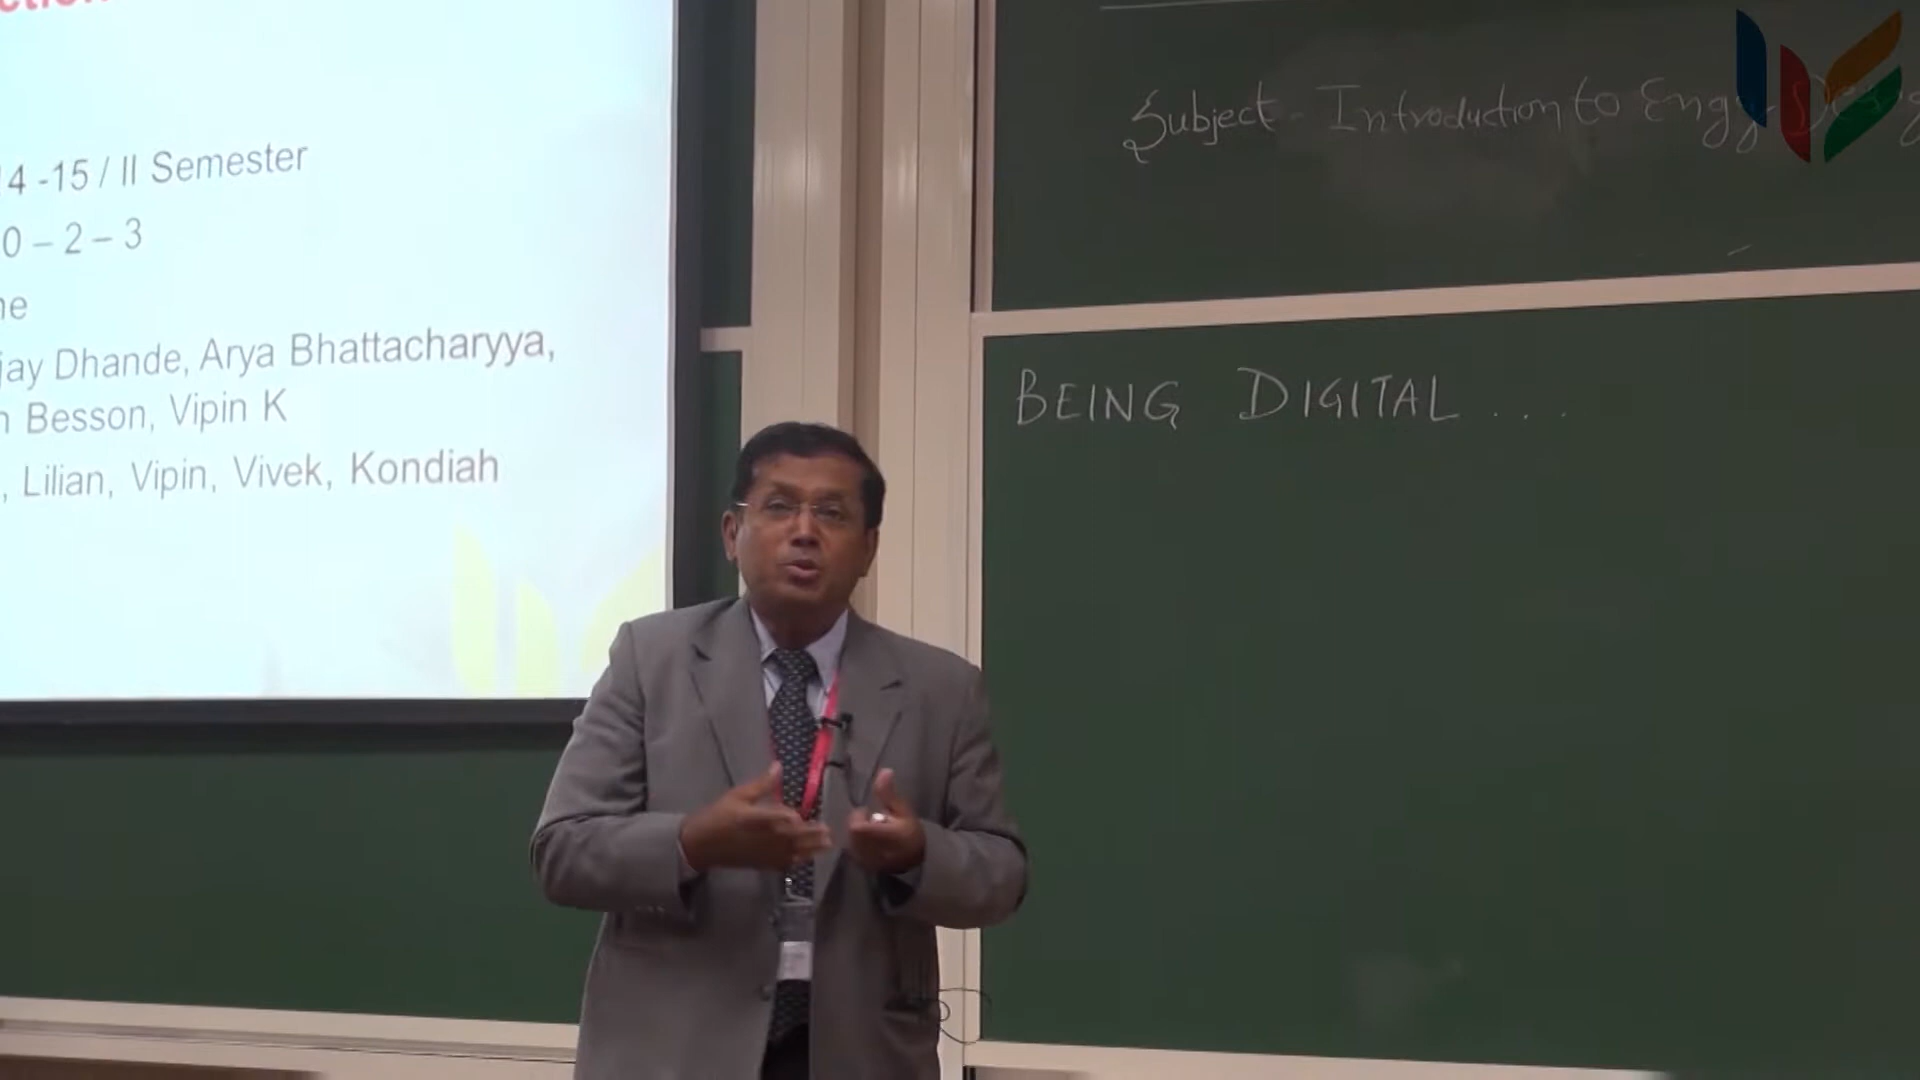 4 -15 / II Semester
0 – 2 – 3
jay Dhande, Arya Bhattacharyya,
n Besson, Vipin K
, Lilian, Vipin, Vivek, Kondiah
Subject - Introduction to Engg.
BEING DIGITAL ...